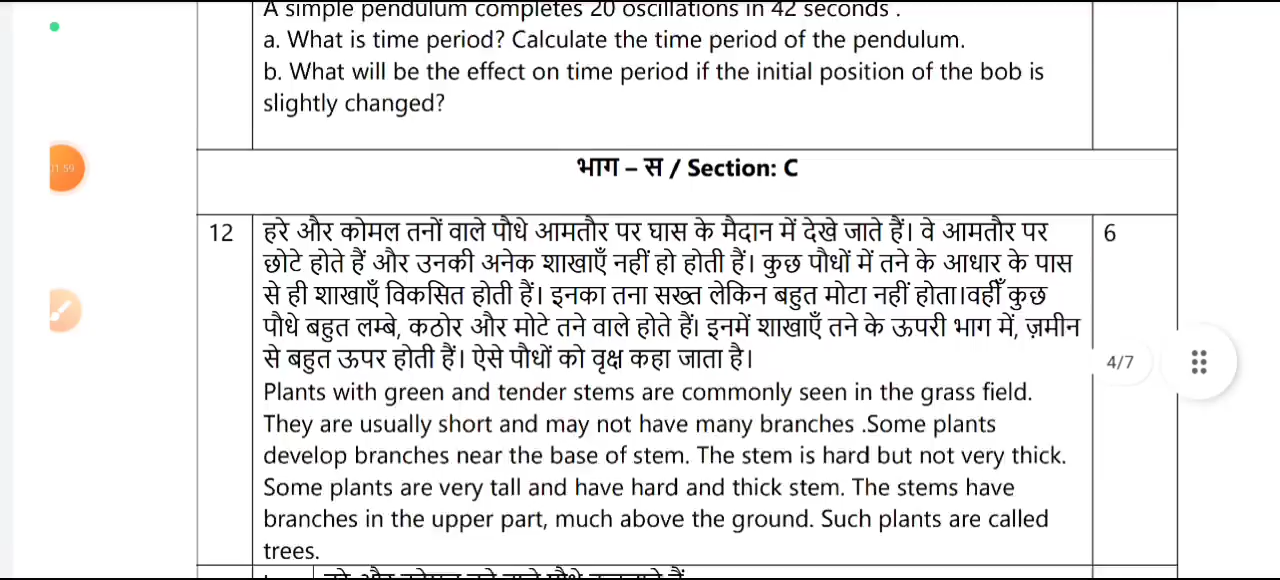 A simple pendulum completes 20 oscillations in 42 seconds .
a. What is time period? Calculate the time period of the pendulum.
b. What will be the effect on time period if the initial position of the bob is
slightly changed?
भाग – स / Section: C
12
6
हरे और कोमल तनों वाले पौधे आमतौर पर घास के मैदान में देखे जाते हैं। वे आमतौर पर
छोटे होते हैं और उनकी अनेक शाखाएँ नहीं हो होती हैं। कुछ पौधों में तने के आधार के पास
से ही शाखाएँ विकसित होती हैं। इनका तना सख्त लेकिन बहुत मोटा नहीं होता।वहीँ कुछ
पौधे बहुत लम्बे, कठोर और मोटे तने वाले होते हैं। इनमें शाखाएँ तने के ऊपरी भाग में, ज़मीन
से बहुत ऊपर होती हैं। ऐसे पौधों को वृक्ष कहा जाता है।
4/7
Plants with green and tender stems are commonly seen in the grass field.
They are usually short and may not have many branches .Some plants
develop branches near the base of stem. The stem is hard but not very thick.
Some plants are very tall and have hard and thick stem. The stems have
branches in the upper part, much above the ground. Such plants are called
trees.